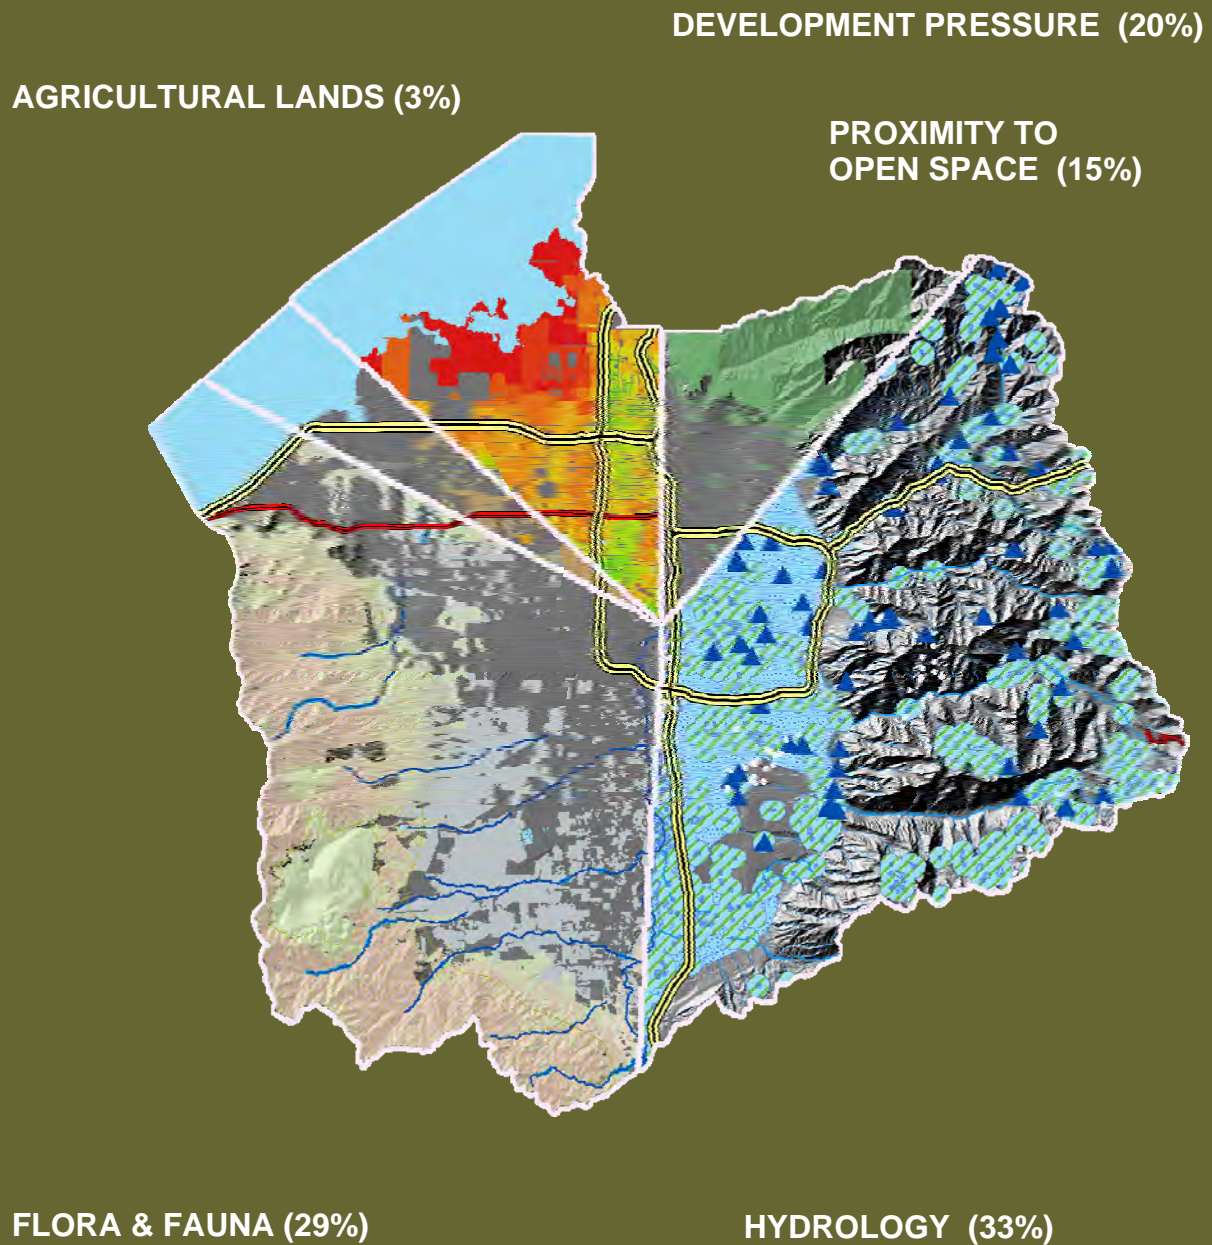 DEVELOPMENT PRESSURE (20%)
AGRICULTURAL LANDS (3%)
PROXIMITY TO
OPEN SPACE (15%)
FLORA & FAUNA (29%)
HYDROLOGY (33%)